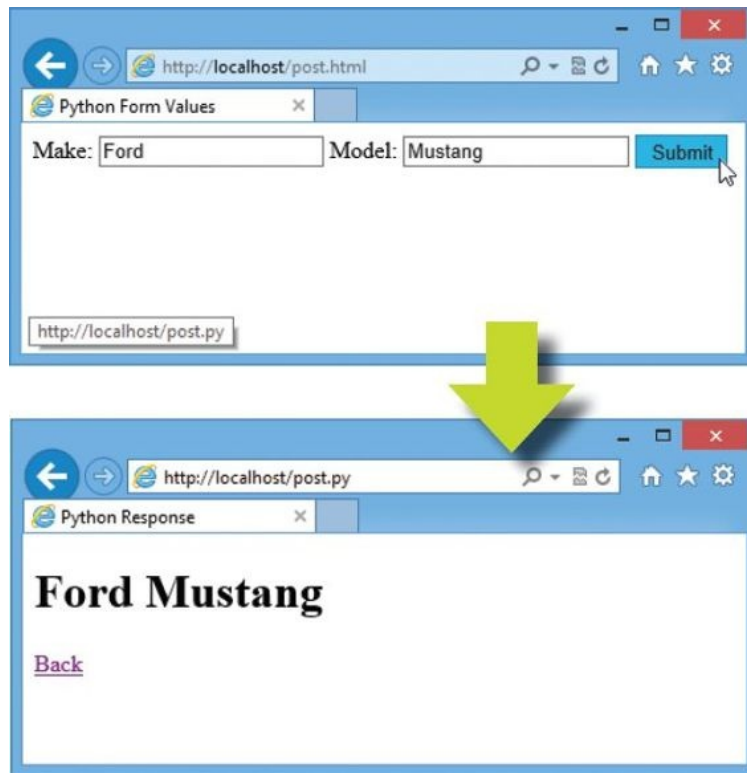 http://localhost/post.html
Python Form Values
Make: Ford Model: Mustang Submit
http://localhost/post.py
http://localhost/post.py
Python Response
Ford Mustang
Back